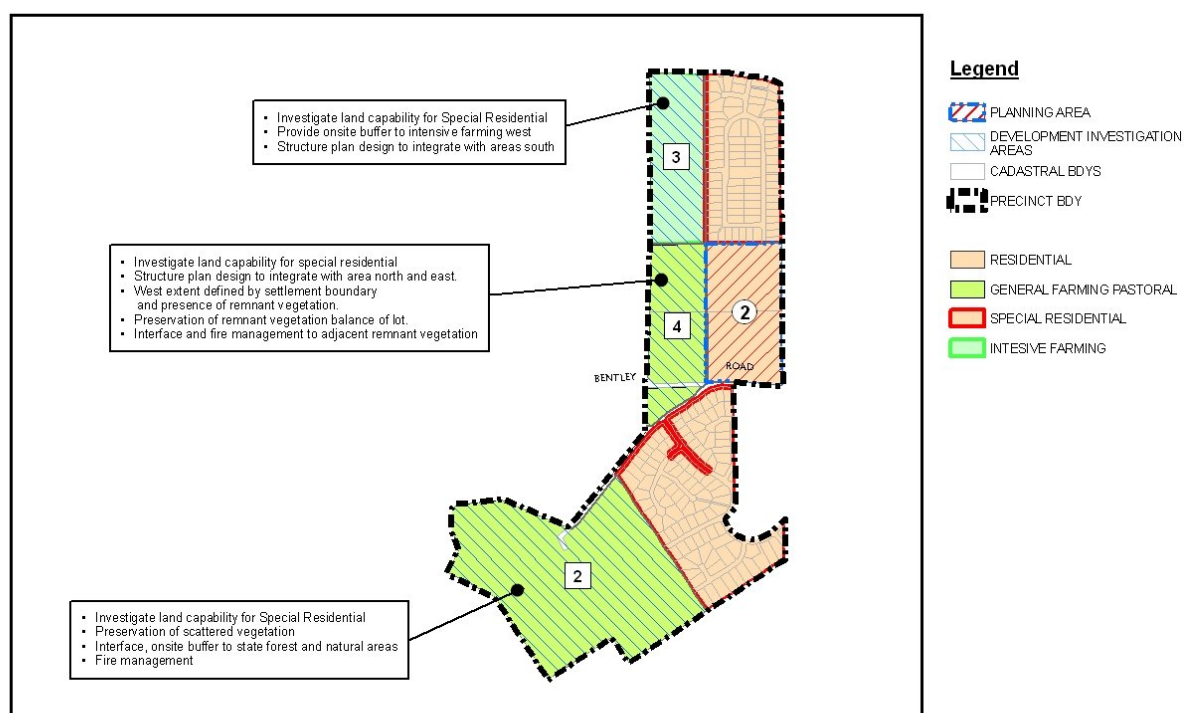 Legend
PLANNING AREA
DEVELOPMENT INVESTIGATION
AREAS
CADASTRAL BDYS
PRECINCT BDY
RESIDENTIAL
GENERAL FARMING PASTORAL
SPECIAL RESIDENTIAL
INTESIVE FARMING
▪ Investigate land capability for Special Residential
▪ Provide onsite buffer to intensive farming west
▪ Structure plan design to integrate with areas south
3
▪ Investigate land capability for special residential
▪ Structure plan design to integrate with area north and east.
▪ West extent defined by settlement boundary
and presence of remnant vegetation.
▪ Preservation of remnant vegetation balance of lot.
▪ Interface and fire management to adjacent remnant vegetation
4
2
BENTLEY ROAD
2
▪ Investigate land capability for Special Residential
▪ Preservation of scattered vegetation
▪ Interface, onsite buffer to state forest and natural areas
▪ Fire management